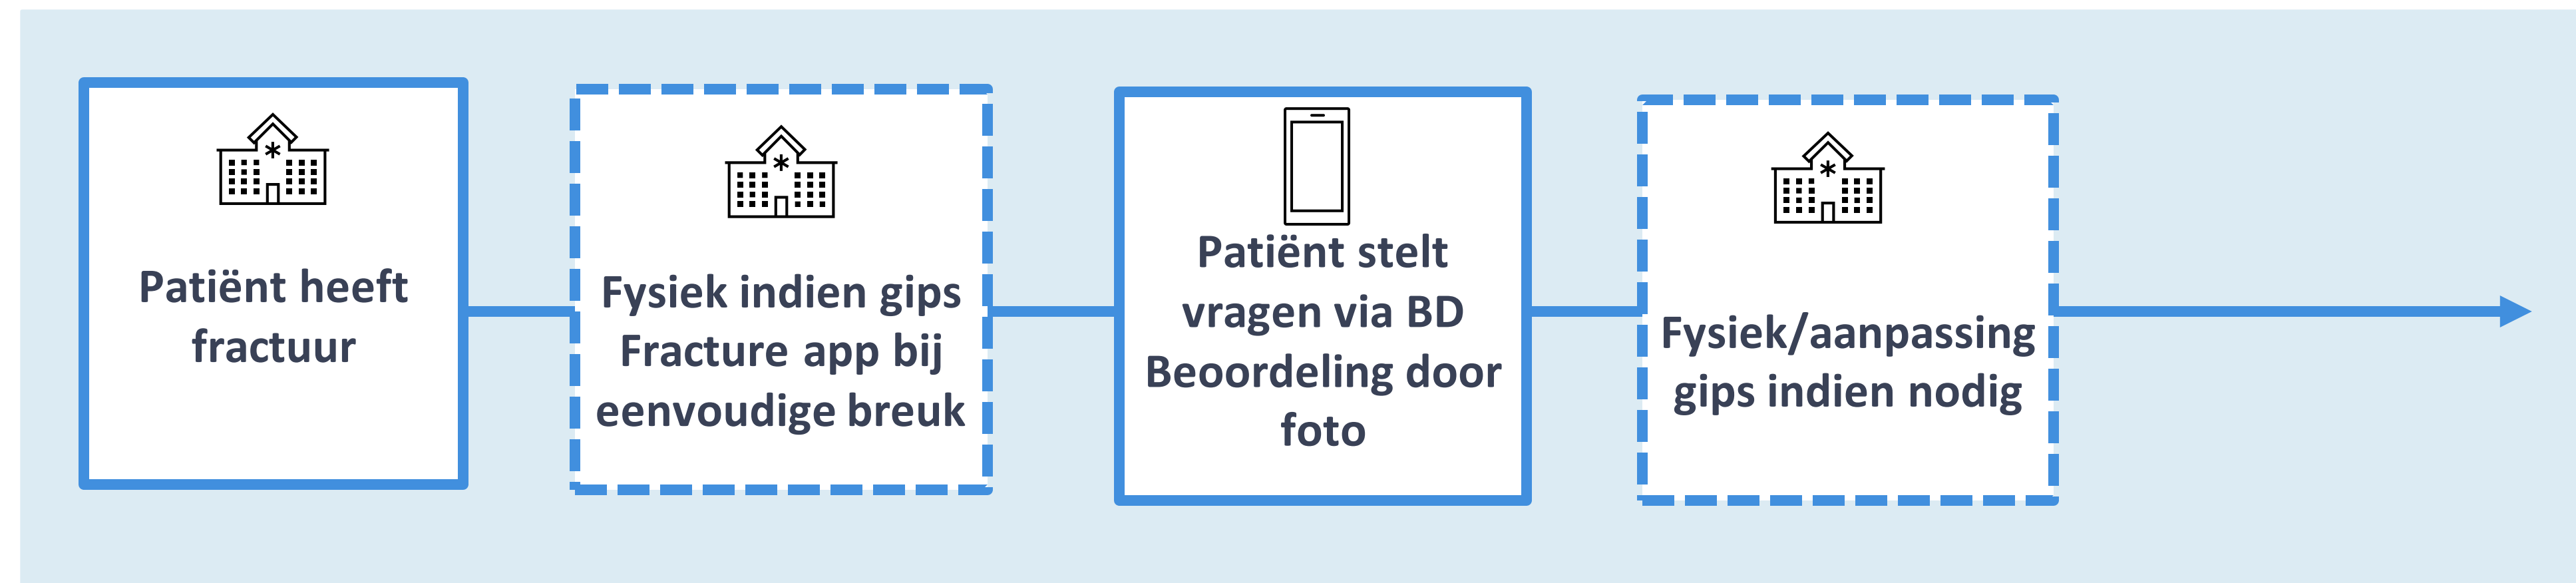 Patiënt heeft
fractuur
Fysiek indien gips
Fracture app bij
eenvoudige breuk
Patiënt stelt
vragen via BD
Beoordeling door
foto
Fysiek/aanpassing
gips indien nodig